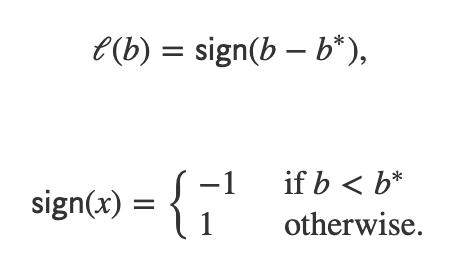 ℓ(b) = sign(b − b*),
sign(x) = { −1 if b < b*
1 otherwise.